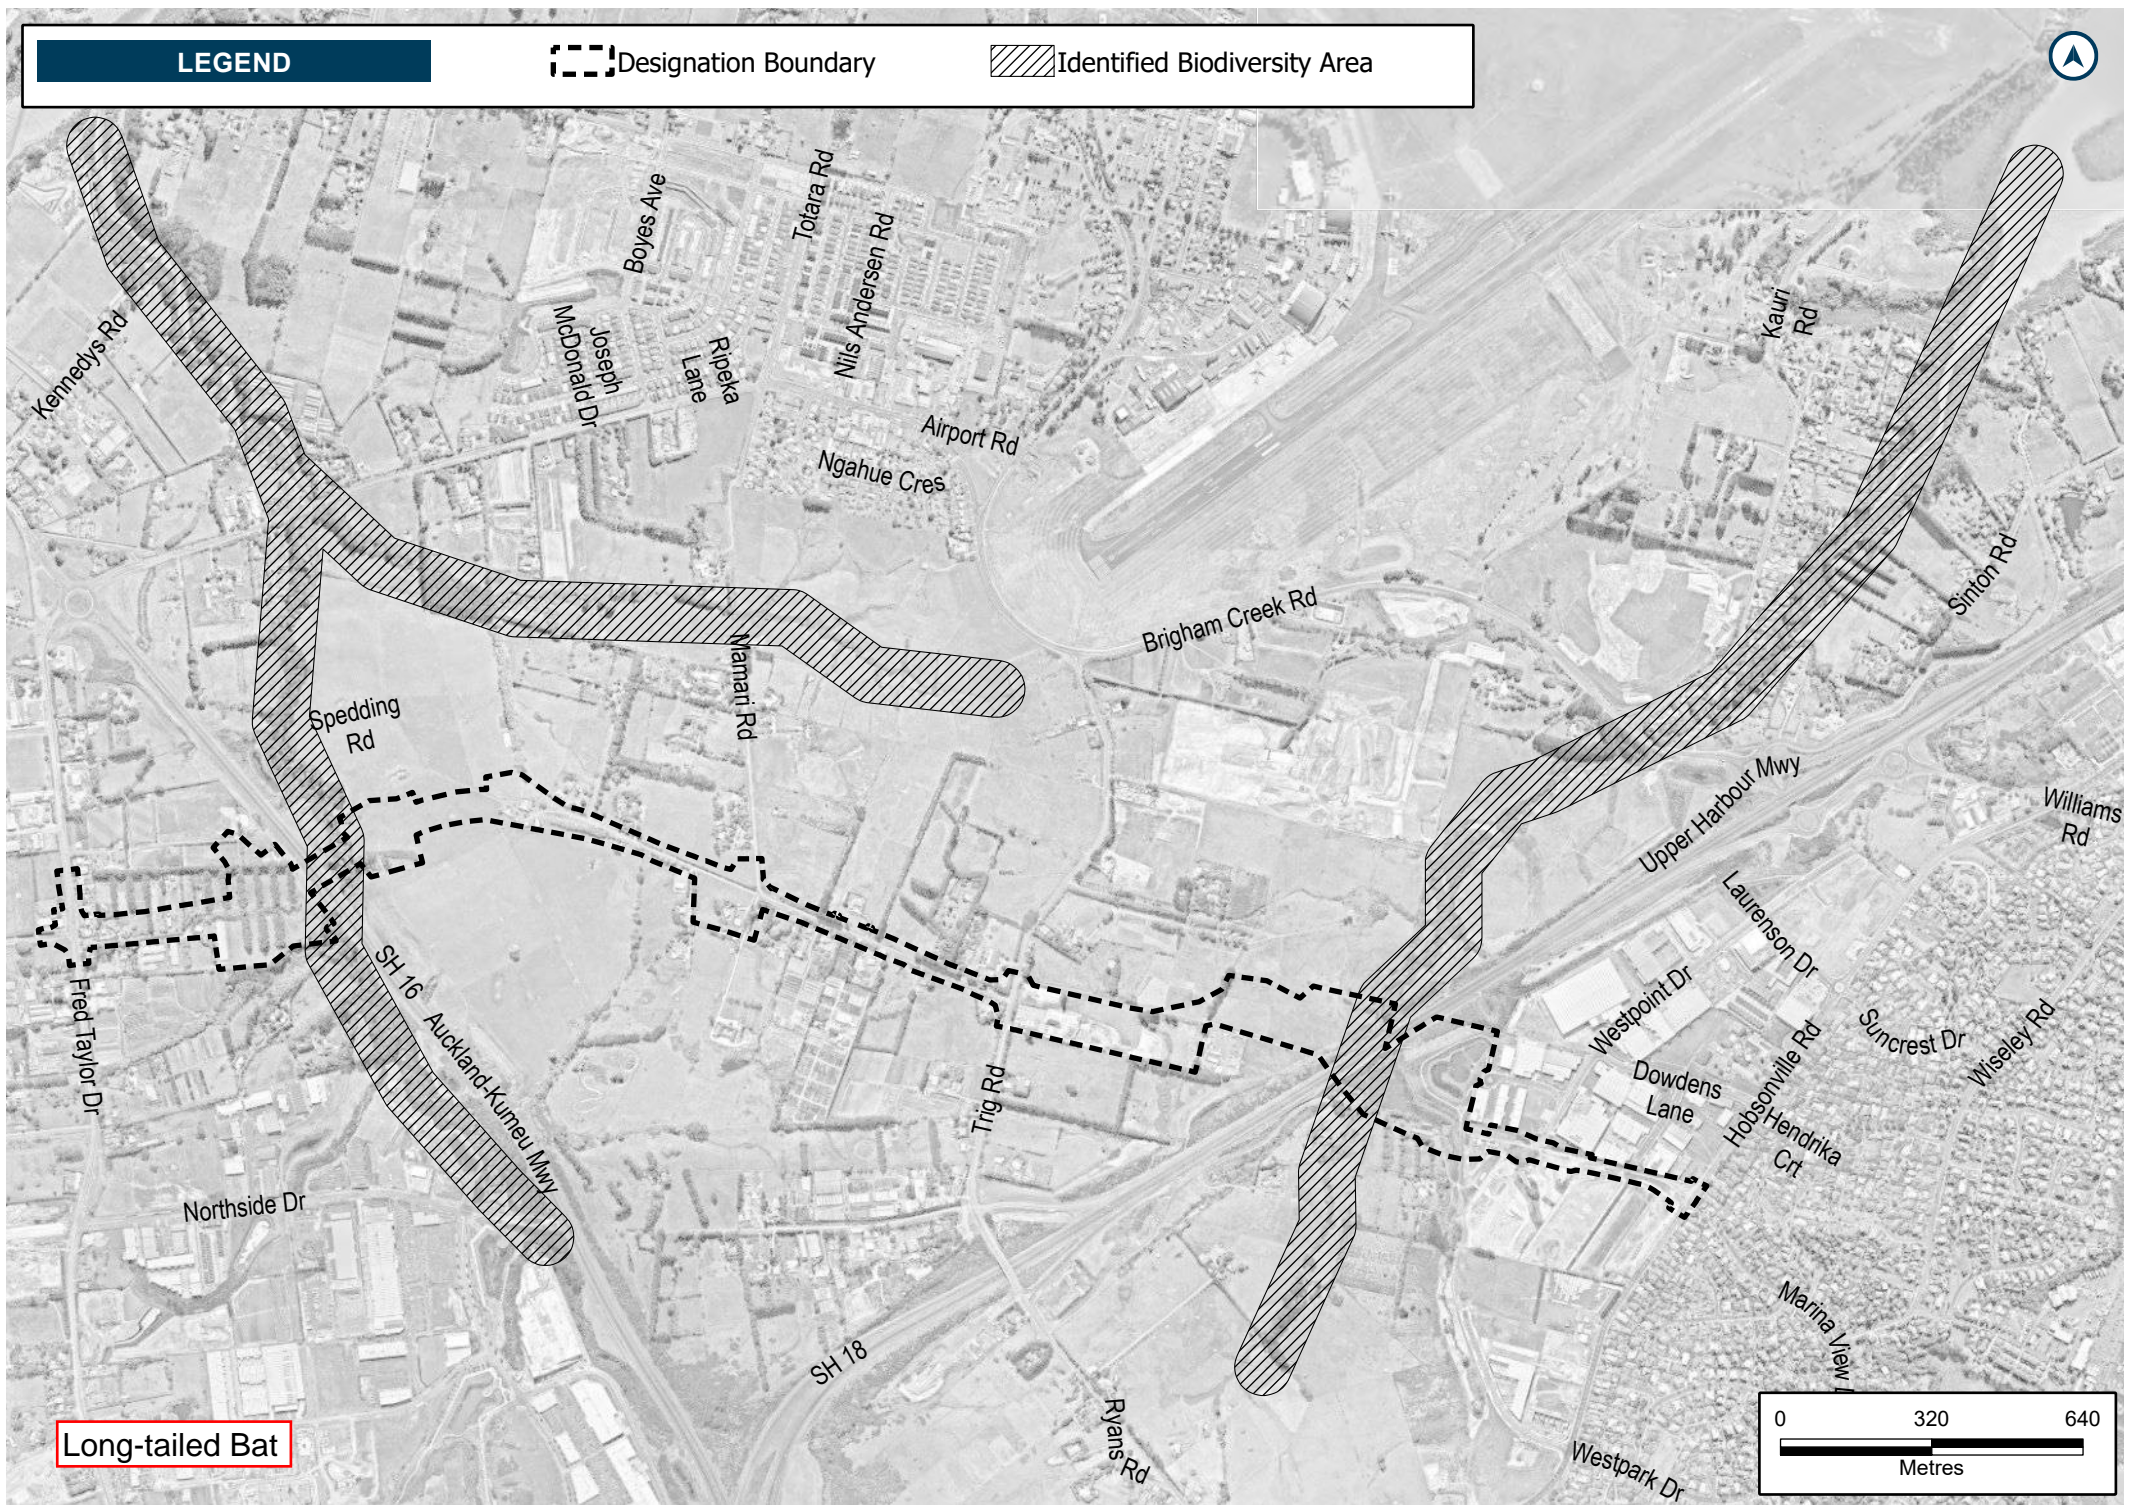 LEGEND
Designation Boundary
Identified Biodiversity Area
Boyes Ave
Totara Rd
Nils Andersen Rd
Kennedys Rd
Joseph
McDonald Dr
Ripeka
Lane
Kauri
Rd
Airport Rd
Ngahue Cres
Sinton Rd
Brigham Creek Rd
Mamari Rd
Spedding
Rd
Upper Harbour Mwy
Williams
Rd
Laurenson Dr
SH 16
Auckland-Kumeu Mwy
Fred Taylor Dr
Westpoint Dr
Suncrest Dr
Wiseley Rd
Dowdens
Lane
Hobsonville Rd
Hendrika
Crt
Trig Rd
Northside Dr
Marina View
SH 18
Ryans Rd
Westpark Dr
Long-tailed Bat
0 320 640
Metres